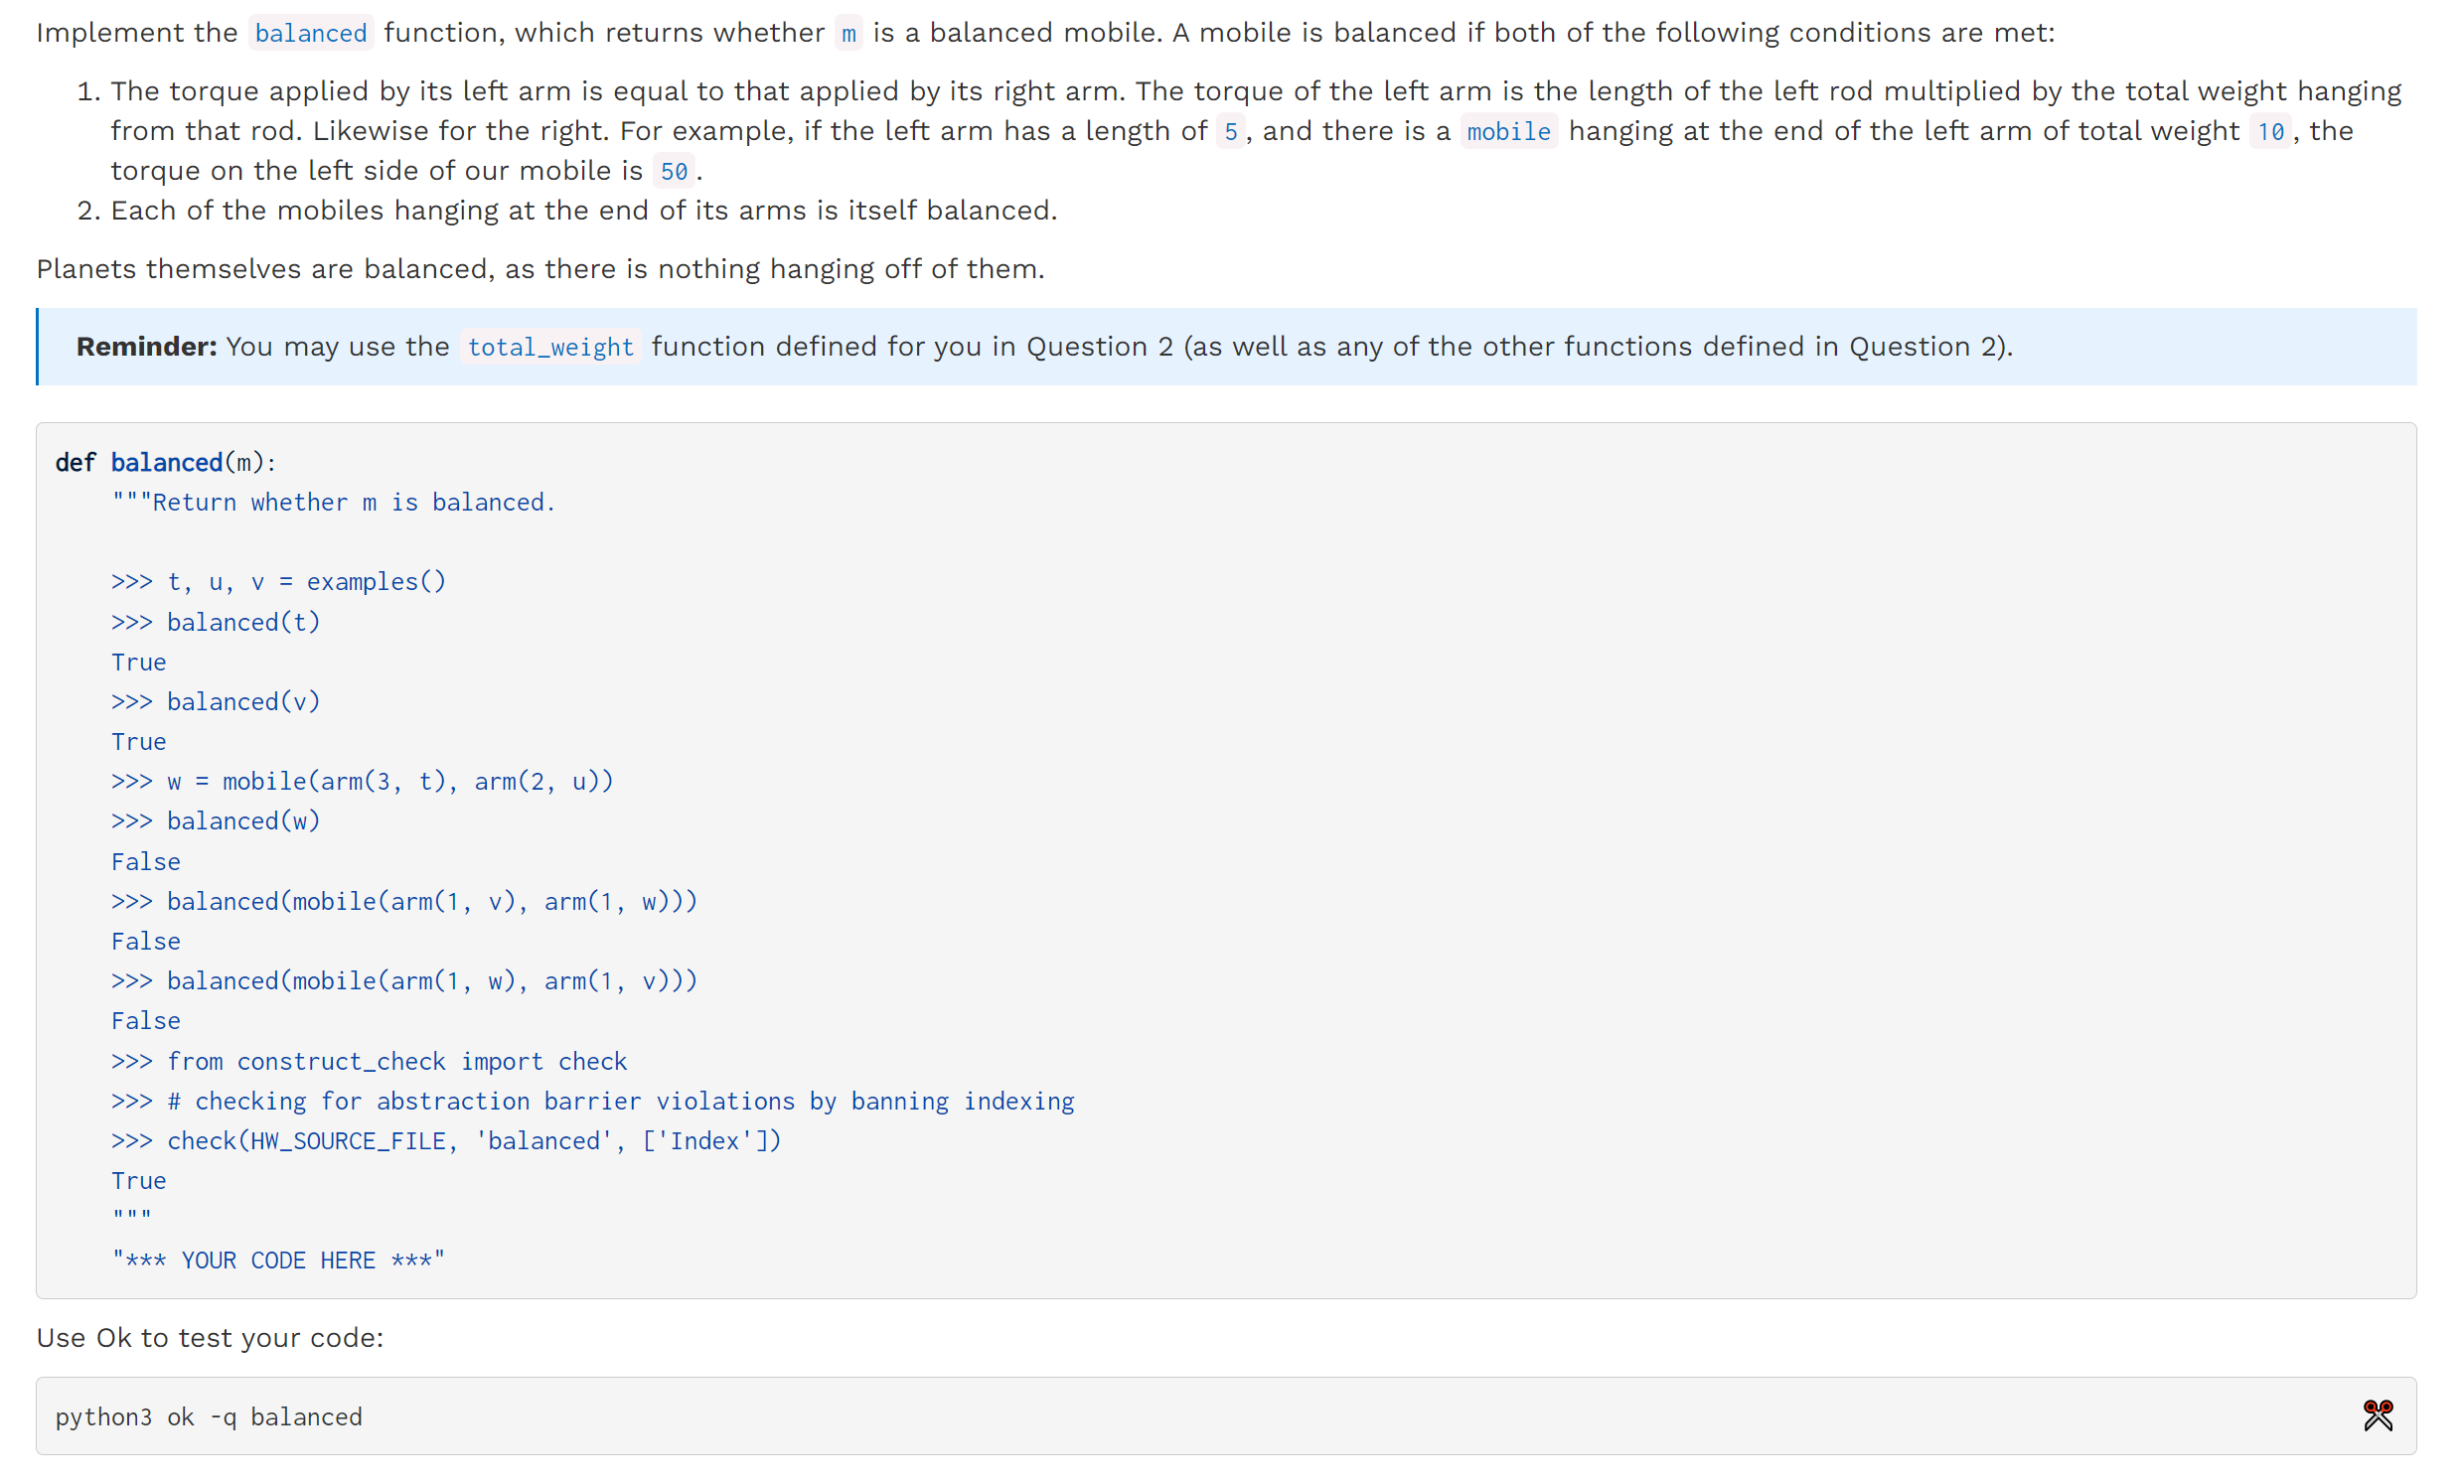 Implement the balanced function, which returns whether m is a balanced mobile. A mobile is balanced if both of the following conditions are met:
1. The torque applied by its left arm is equal to that applied by its right arm. The torque of the left arm is the length of the left rod multiplied by the total weight hanging
from that rod. Likewise for the right. For example, if the left arm has a length of 5, and there is a mobile hanging at the end of the left arm of total weight 10, the
torque on the left side of our mobile is 50.
2. Each of the mobiles hanging at the end of its arms is itself balanced.
Planets themselves are balanced, as there is nothing hanging off of them.
Reminder: You may use the total_weight function defined for you in Question 2 (as well as any of the other functions defined in Question 2).
def balanced(m):
    """Return whether m is balanced.

    >>> t, u, v = examples()
    >>> balanced(t)
    True
    >>> balanced(v)
    True
    >>> w = mobile(arm(3, t), arm(2, u))
    >>> balanced(w)
    False
    >>> balanced(mobile(arm(1, v), arm(1, w)))
    False
    >>> balanced(mobile(arm(1, w), arm(1, v)))
    False
    >>> from construct_check import check
    >>> # checking for abstraction barrier violations by banning indexing
    >>> check(HW_SOURCE_FILE, 'balanced', ['Index'])
    True
    """
    "*** YOUR CODE HERE ***"
Use Ok to test your code:
python3 ok -q balanced